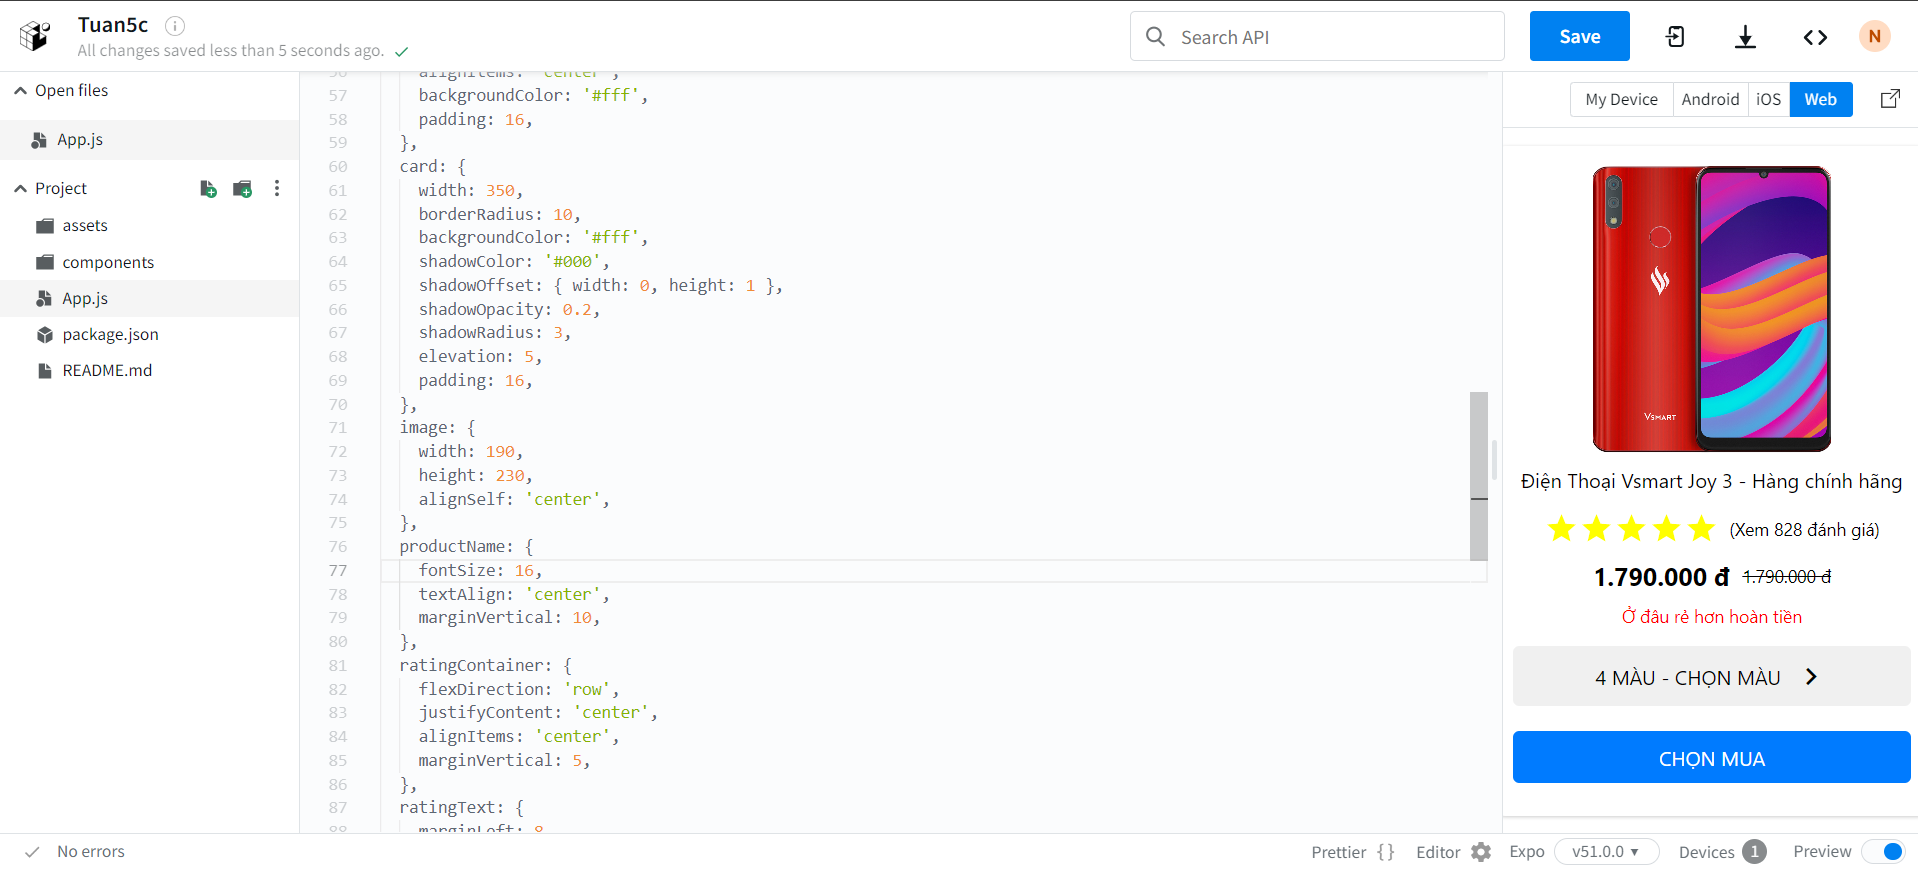 Tuan5c
All changes saved less than 5 seconds ago.
Search API
Save
N
Open files
App.js
Project
assets
components
App.js
package.json
README.md
56 alignItems: 'center',
57 backgroundColor: '#fff',
58 padding: 16,
59 },
60 card: {
61 width: 350,
62 borderRadius: 10,
63 backgroundColor: '#fff',
64 shadowColor: '#000',
65 shadowOffset: { width: 0, height: 1 },
66 shadowOpacity: 0.2,
67 shadowRadius: 3,
68 elevation: 5,
69 padding: 16,
70 },
71 image: {
72 width: 190,
73 height: 230,
74 alignSelf: 'center',
75 },
76 productName: {
77 fontSize: 16,
78 textAlign: 'center',
79 marginVertical: 10,
80 },
81 ratingContainer: {
82 flexDirection: 'row',
83 justifyContent: 'center',
84 alignItems: 'center',
85 marginVertical: 5,
86 },
87 ratingText: {
88 marginLeft: 8
My Device Android iOS Web
VSMART
Điện Thoại Vsmart Joy 3 - Hàng chính hãng
(Xem 828 đánh giá)
1.790.000 đ 1.790.000 đ
Ở đâu rẻ hơn hoàn tiền
4 MÀU - CHỌN MÀU
CHỌN MUA
No errors
Prettier {} Editor Expo v51.0.0 Devices 1 Preview